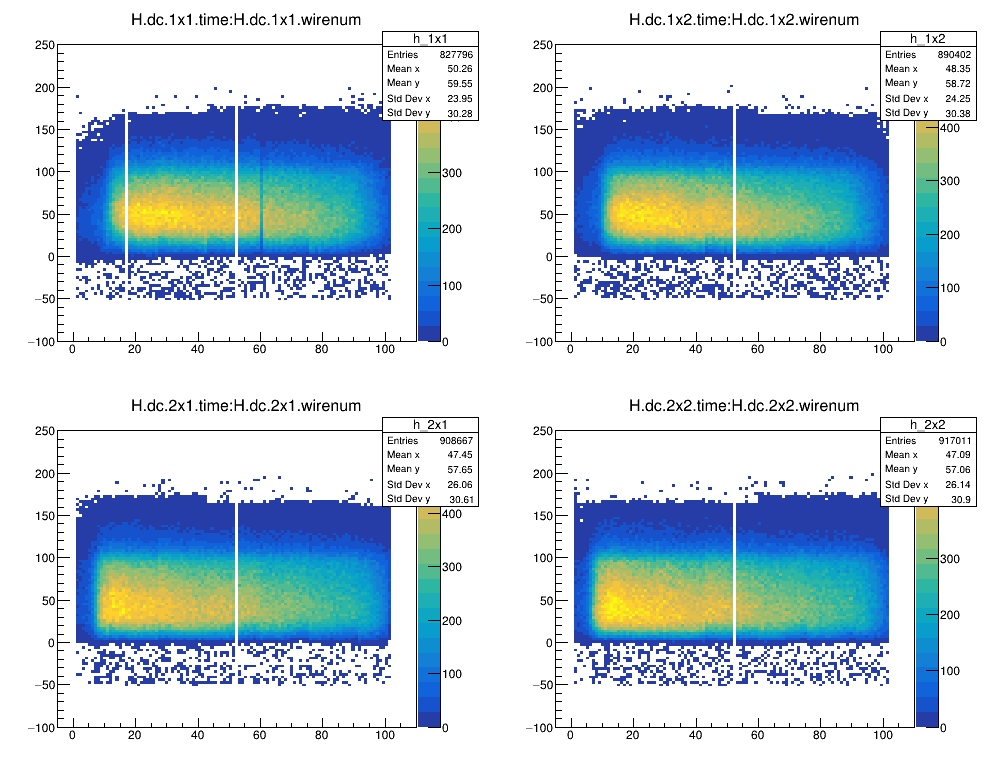 H.dc.1x1.time:H.dc.1x1.wirenum
h_1x1
Entries 827796
Mean x 50.26
Mean y 59.55
Std Dev x 23.95
Std Dev y 30.28
250
200
150
100
50
0
−50
−100
0 20 40 60 80 100
300
200
100
0
H.dc.1x2.time:H.dc.1x2.wirenum
h_1x2
Entries 890402
Mean x 48.35
Mean y 58.72
Std Dev x 24.25
Std Dev y 30.38
250
200
150
100
50
0
−50
−100
0 20 40 60 80 100
400
300
200
100
0
H.dc.2x1.time:H.dc.2x1.wirenum
h_2x1
Entries 908667
Mean x 47.45
Mean y 57.65
Std Dev x 26.06
Std Dev y 30.61
250
200
150
100
50
0
−50
−100
0 20 40 60 80 100
400
300
200
100
0
H.dc.2x2.time:H.dc.2x2.wirenum
h_2x2
Entries 917011
Mean x 47.09
Mean y 57.06
Std Dev x 26.14
Std Dev y 30.9
250
200
150
100
50
0
−50
−100
0 20 40 60 80 100
300
200
100
0